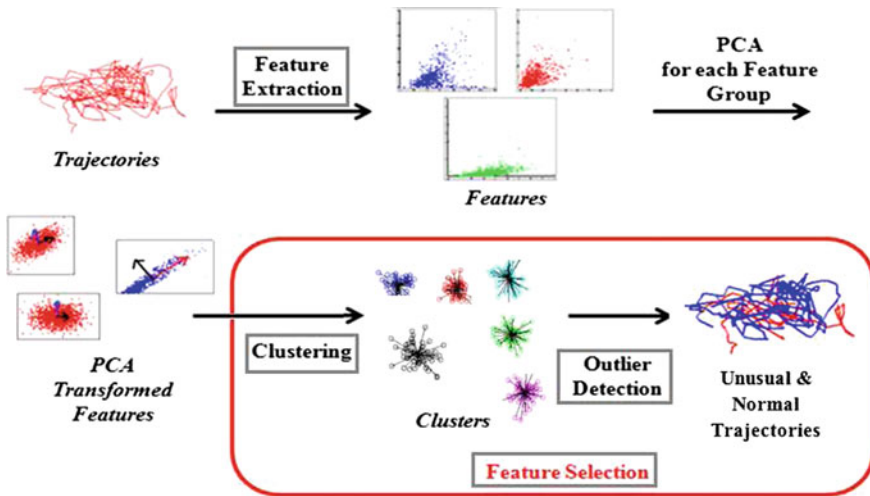 Trajectories
Feature
Extraction
Features
PCA
for each Feature
Group
PCA
Transformed
Features
Clustering
Clusters
Outlier
Detection
Unusual &
Normal
Trajectories
Feature Selection